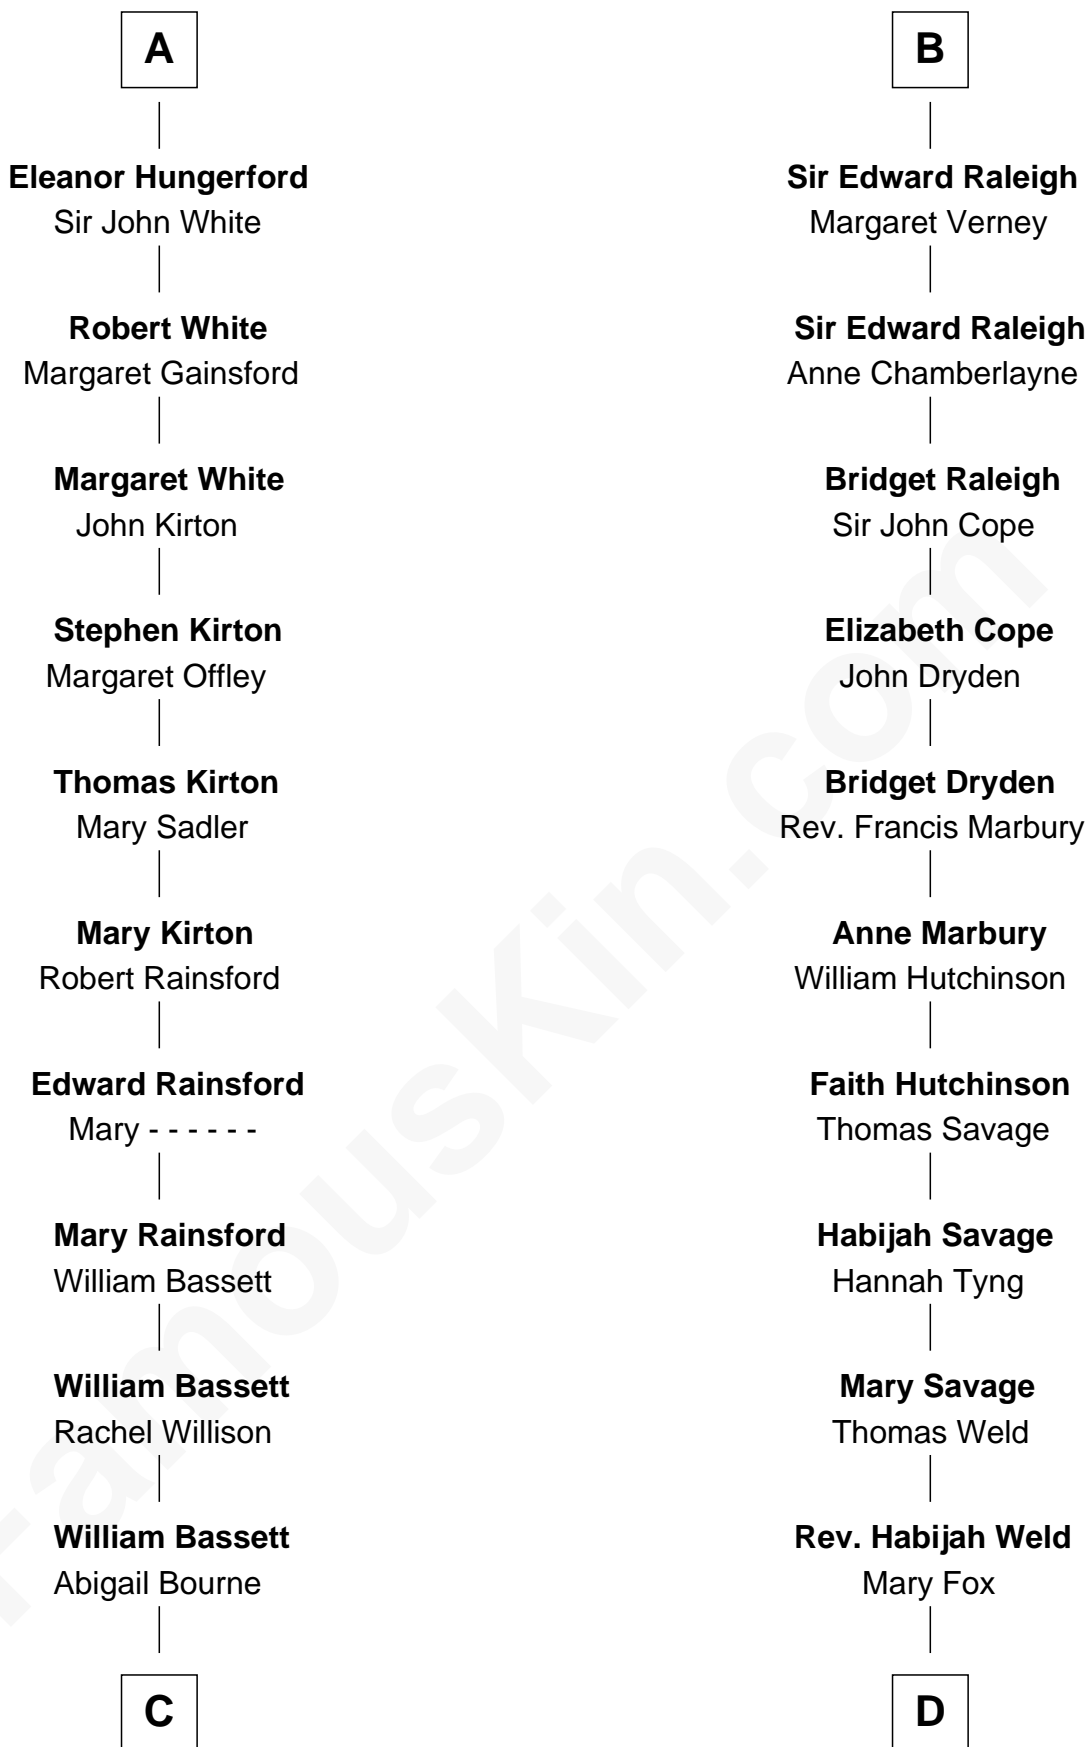 A
Eleanor Hungerford
Sir John White
Robert White
Margaret Gainsford
Margaret White
John Kirton
Stephen Kirton
Margaret Offley
Thomas Kirton
Mary Sadler
Mary Kirton
Robert Rainsford
Edward Rainsford
Mary - - - - - -
Mary Rainsford
William Bassett
William Bassett
Rachel Willison
William Bassett
Abigail Bourne
C
B
Sir Edward Raleigh
Margaret Verney
Sir Edward Raleigh
Anne Chamberlayne
Bridget Raleigh
Sir John Cope
Elizabeth Cope
John Dryden
Bridget Dryden
Rev. Francis Marbury
Anne Marbury
William Hutchinson
Faith Hutchinson
Thomas Savage
Habijah Savage
Hannah Tyng
Mary Savage
Thomas Weld
Rev. Habijah Weld
Mary Fox
D
FamousKin.com